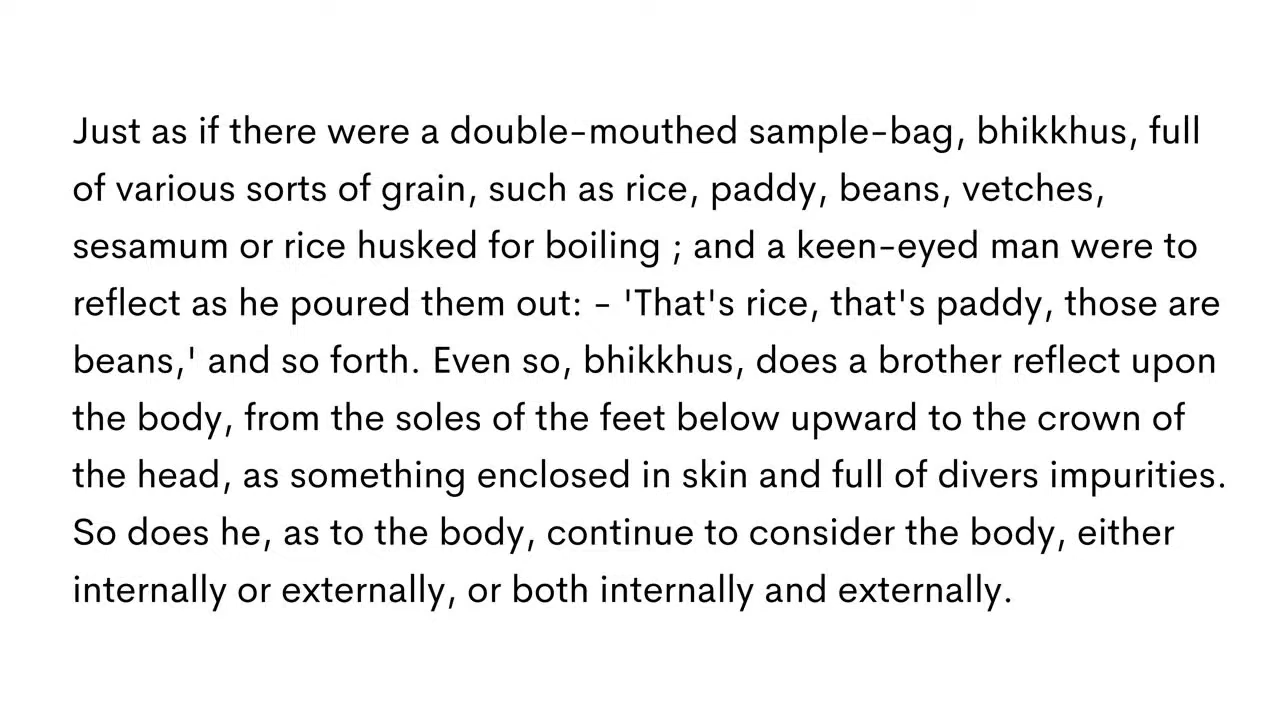 Just as if there were a double-mouthed sample-bag, bhikkhus, full
of various sorts of grain, such as rice, paddy, beans, vetches,
sesamum or rice husked for boiling ; and a keen-eyed man were to
reflect as he poured them out: - 'That's rice, that's paddy, those are
beans,' and so forth. Even so, bhikkhus, does a brother reflect upon
the body, from the soles of the feet below upward to the crown of
the head, as something enclosed in skin and full of divers impurities.
So does he, as to the body, continue to consider the body, either
internally or externally, or both internally and externally.